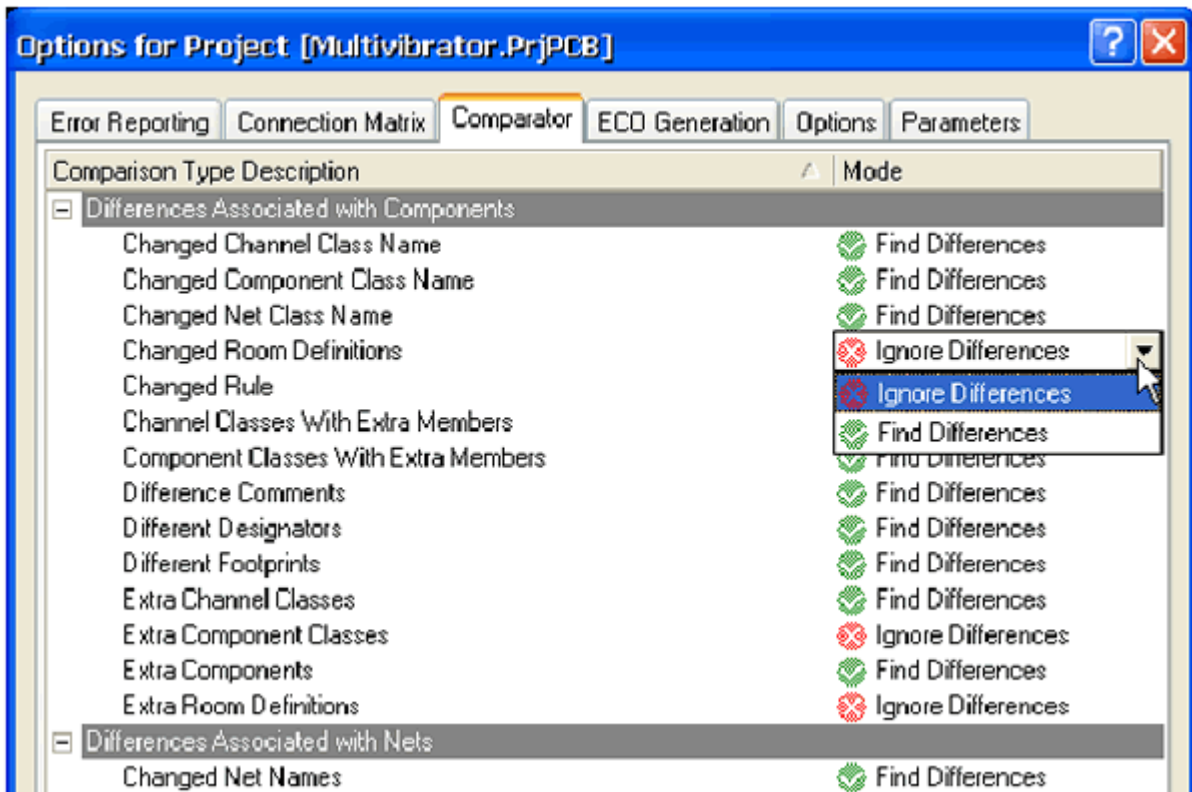 Options for Project [Multivibrator.PrjPCB]
Error Reporting Connection Matrix Comparator ECO Generation Options Parameters
Comparison Type Description Mode
Differences Associated with Components
Changed Channel Class Name Find Differences
Changed Component Class Name Find Differences
Changed Net Class Name Find Differences
Changed Room Definitions Ignore Differences
Changed Rule Ignore Differences
Channel Classes With Extra Members Find Differences
Component Classes With Extra Members Find Differences
Difference Comments Find Differences
Different Designators Find Differences
Different Footprints Find Differences
Extra Channel Classes Find Differences
Extra Component Classes Ignore Differences
Extra Components Find Differences
Extra Room Definitions Ignore Differences
Differences Associated with Nets
Changed Net Names Find Differences